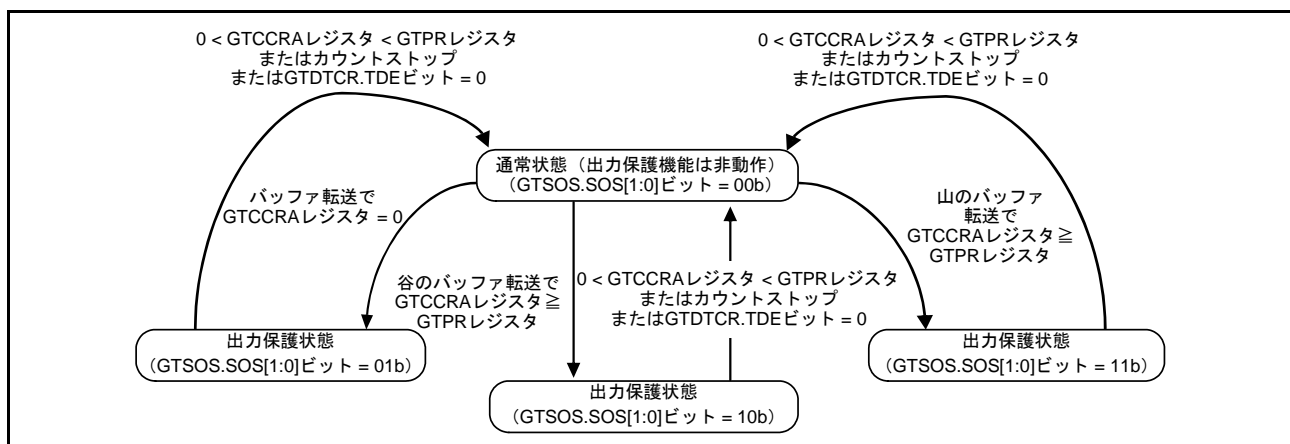 0 < GTCCRAレジスタ < GTPRレジスタ
またはカウントストップ
またはGTDTCR.TDEビット = 0
0 < GTCCRAレジスタ < GTPRレジスタ
またはカウントストップ
またはGTDTCR.TDEビット = 0
通常状態（出力保護機能は非動作）
（GTSOS.SOS[1:0]ビット = 00b）
バッファ転送で
GTCCRAレジスタ = 0
山のバッファ
転送で
GTCCRAレジスタ≧
GTPRレジスタ
谷のバッファ転送で
GTCCRAレジスタ≧
GTPRレジスタ
0 < GTCCRAレジスタ < GTPRレジスタ
またはカウントストップ
またはGTDTCR.TDEビット = 0
出力保護状態
（GTSOS.SOS[1:0]ビット = 01b）
出力保護状態
（GTSOS.SOS[1:0]ビット = 11b）
出力保護状態
（GTSOS.SOS[1:0]ビット = 10b）